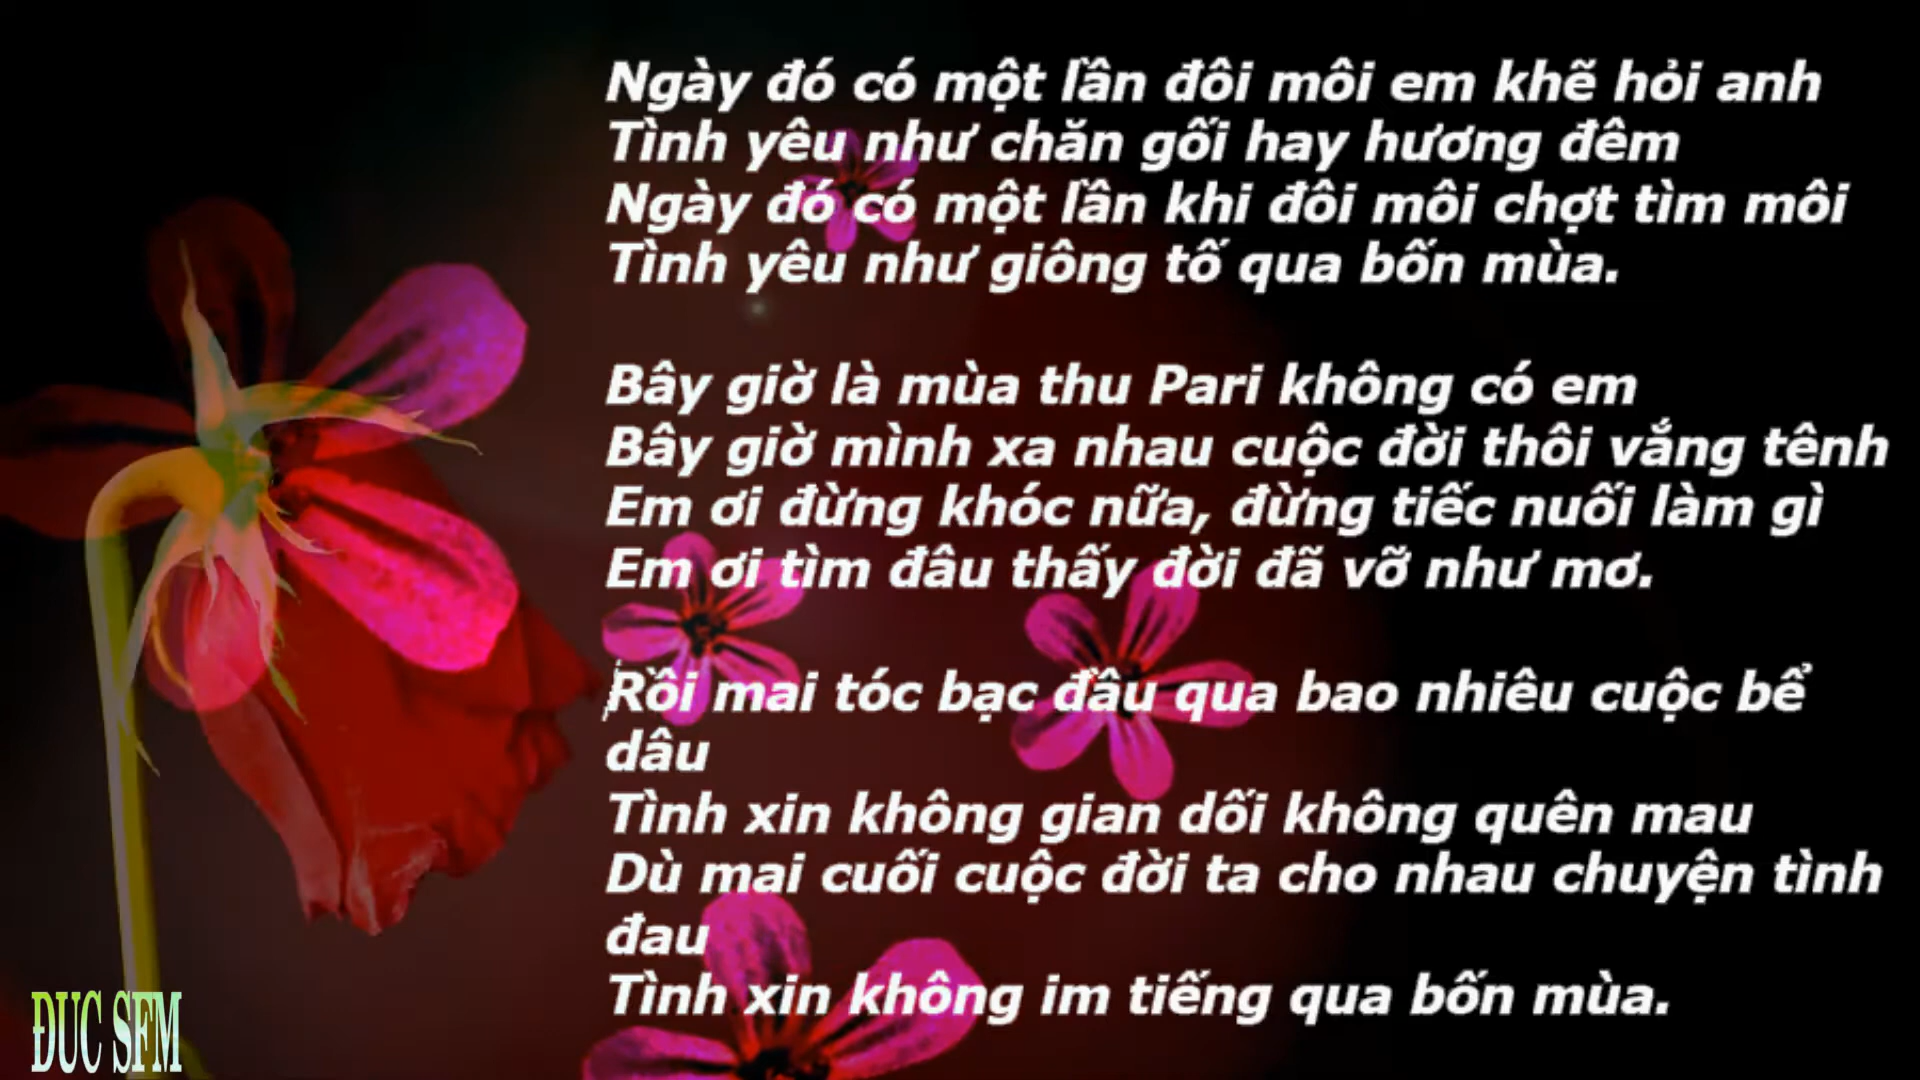 Ngày đó có một lần đôi môi em khẽ hỏi anh
Tình yêu như chăn gối hay hương đêm
Ngày đó có một lần khi đôi môi chợt tìm môi
Tình yêu như giông tố qua bốn mùa.
Bây giờ là mùa thu Pari không có em
Bây giờ mình xa nhau cuộc đời thôi vắng tênh
Em ơi đừng khóc nữa, đừng tiếc nuối làm gì
Em ơi tìm đâu thấy đời đã vỡ như mơ.
Rồi mai tóc bạc đầu qua bao nhiêu cuộc bể
dâu
Tình xin không gian dối không quên mau
Dù mai cuối cuộc đời ta cho nhau chuyện tình
đau
Tình xin không im tiếng qua bốn mùa.
ĐUC SFM